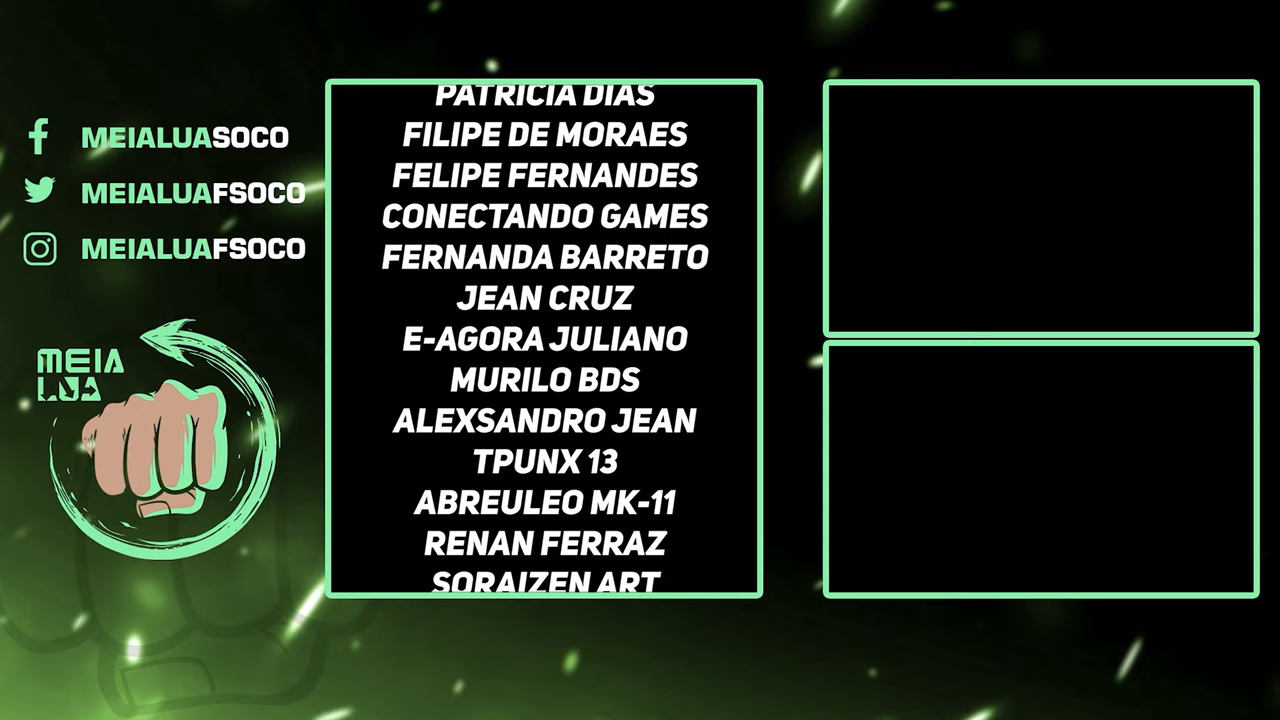 MEIALUASOCO
MEIALUAFSOCO
MEIALUAFSOCO
MEIA
LUA
PATRICIA DIAS
FILIPE DE MORAES
FELIPE FERNANDES
CONECTANDO GAMES
FERNANDA BARRETO
JEAN CRUZ
E-AGORA JULIANO
MURILO BDS
ALEXSANDRO JEAN
TPUNX 13
ABREULEO MK-11
RENAN FERRAZ
SORAIZEN ART